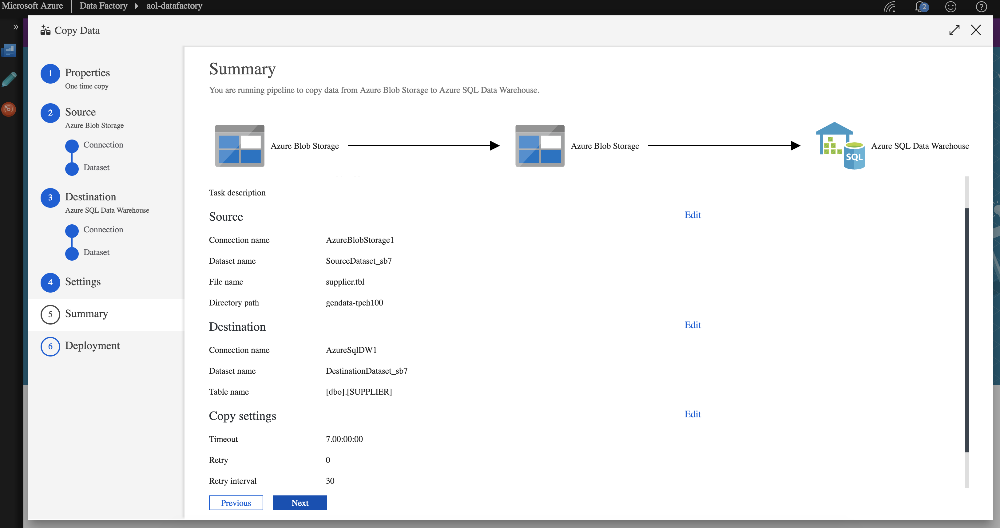 Microsoft Azure Data Factory aol-datafactory
2
?
Copy Data
1 Properties
One time copy
2 Source
Azure Blob Storage
Connection
Dataset
3 Destination
Azure SQL Data Warehouse
Connection
Dataset
4 Settings
5 Summary
6 Deployment
Summary
You are running pipeline to copy data from Azure Blob Storage to Azure SQL Data Warehouse.
Azure Blob Storage
Azure Blob Storage
SQL
Azure SQL Data Warehouse
Task description
Source Edit
Connection name AzureBlobStorage1
Dataset name SourceDataset_sb7
File name supplier.tbl
Directory path gendata-tpch100
Destination Edit
Connection name AzureSqlDW1
Dataset name DestinationDataset_sb7
Table name [dbo].[SUPPLIER]
Copy settings Edit
Timeout 7.00:00:00
Retry 0
Retry interval 30
Previous Next